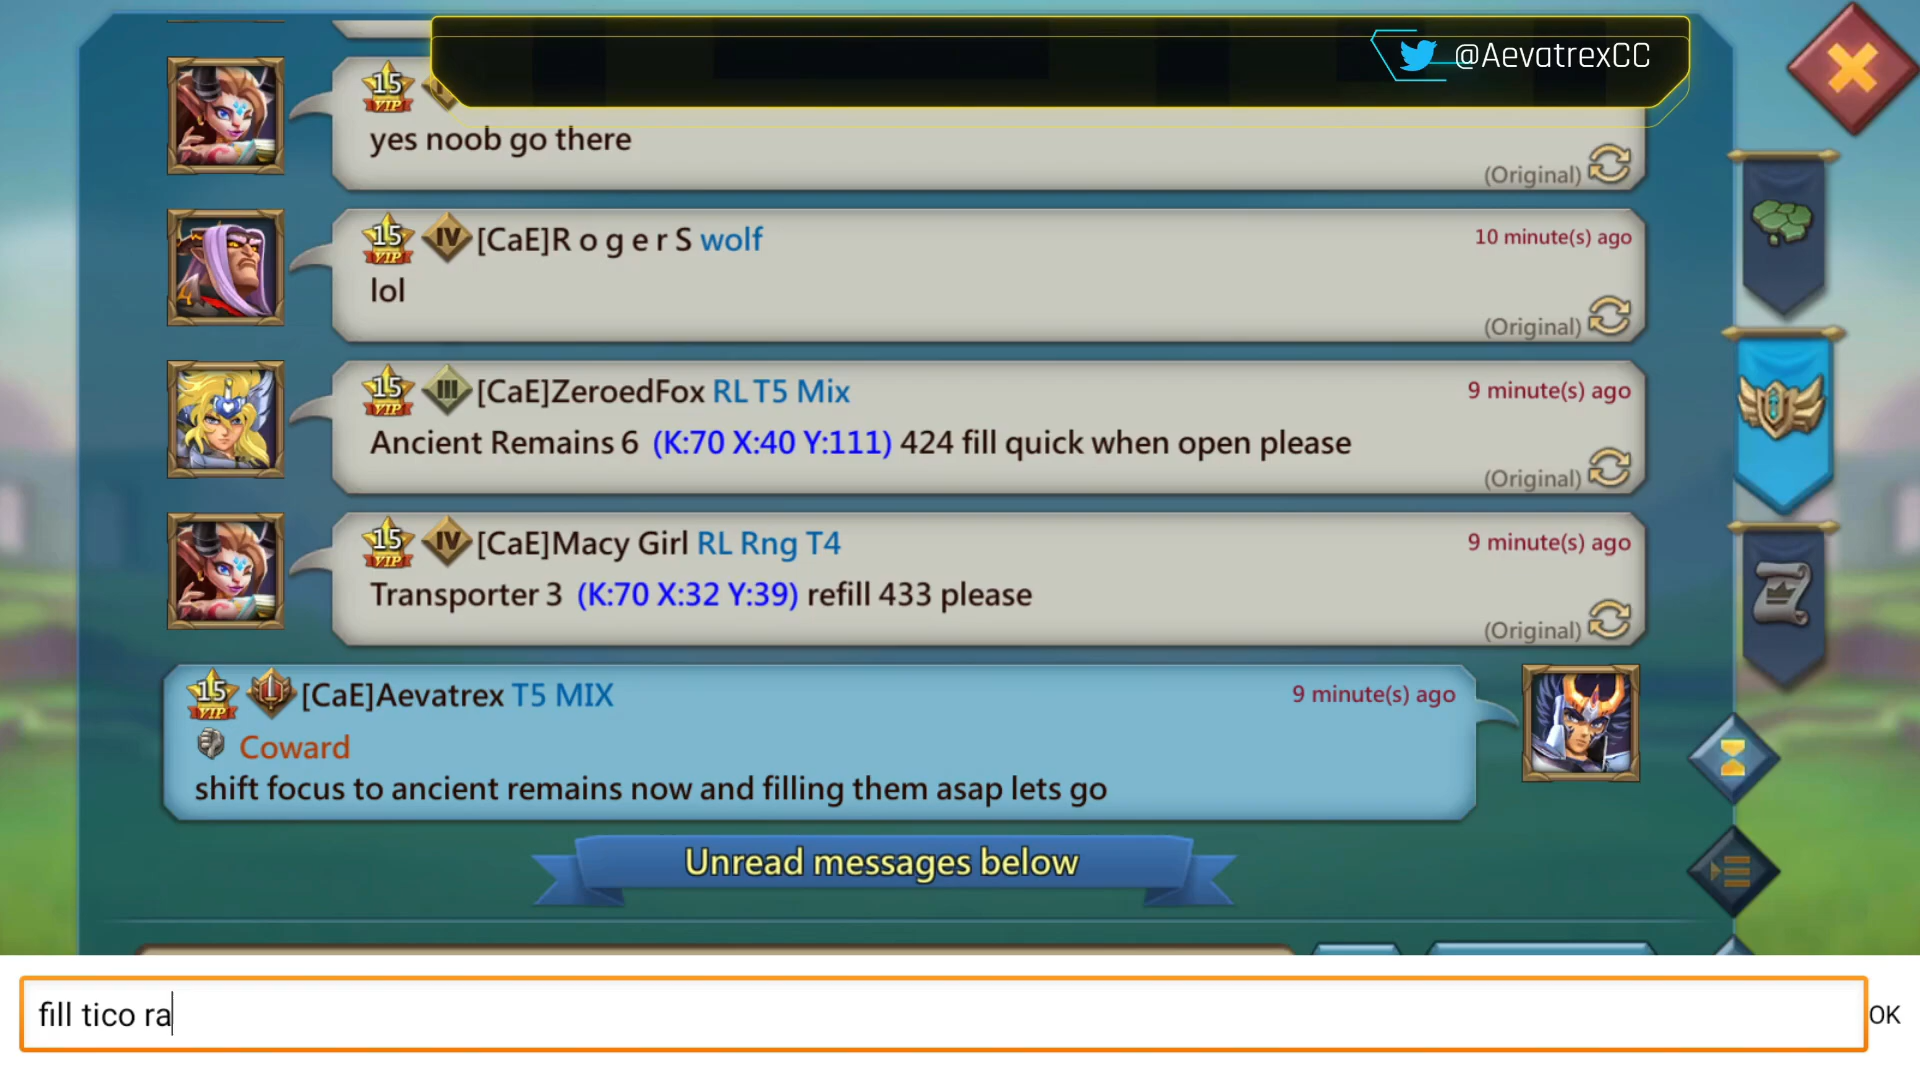 @AevatrexCC
15
VIP
yes noob go there
(Original)
15
VIP
IV
[CaE]R o g e r S wolf
10 minute(s) ago
lol
(Original)
15
VIP
III
[CaE]ZeroedFox RL T5 Mix
9 minute(s) ago
Ancient Remains 6 (K:70 X:40 Y:111) 424 fill quick when open please
(Original)
15
VIP
IV
[CaE]Macy Girl RL Rng T4
9 minute(s) ago
Transporter 3 (K:70 X:32 Y:39) refill 433 please
(Original)
15
VIP
[CaE]Aevatrex T5 MIX
9 minute(s) ago
Coward
shift focus to ancient remains now and filling them asap lets go
Unread messages below
fill tico ra
OK